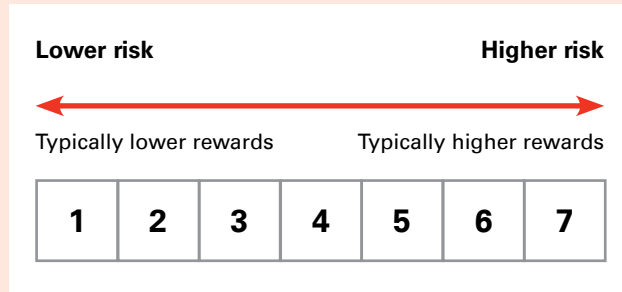 Lower risk Higher risk
Typically lower rewards Typically higher rewards
1 2 3 4 5 6 7